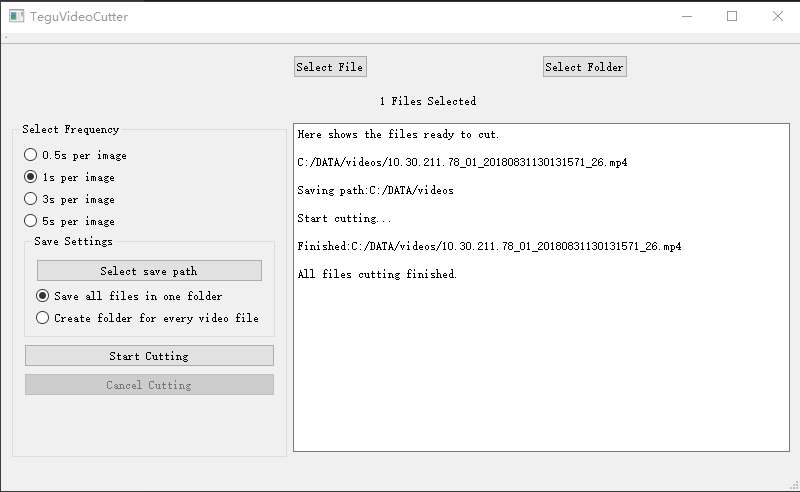 TeguVideoCutter
Select File
Select Folder
1 Files Selected
Select Frequency
0.5s per image
1s per image
3s per image
5s per image
Save Settings
Select save path
Save all files in one folder
Create folder for every video file
Start Cutting
Cancel Cutting
Here shows the files ready to cut.
C:/DATA/videos/10.30.211.78_01_20180831130131571_26.mp4
Saving path:C:/DATA/videos
Start cutting...
Finished:C:/DATA/videos/10.30.211.78_01_20180831130131571_26.mp4
All files cutting finished.